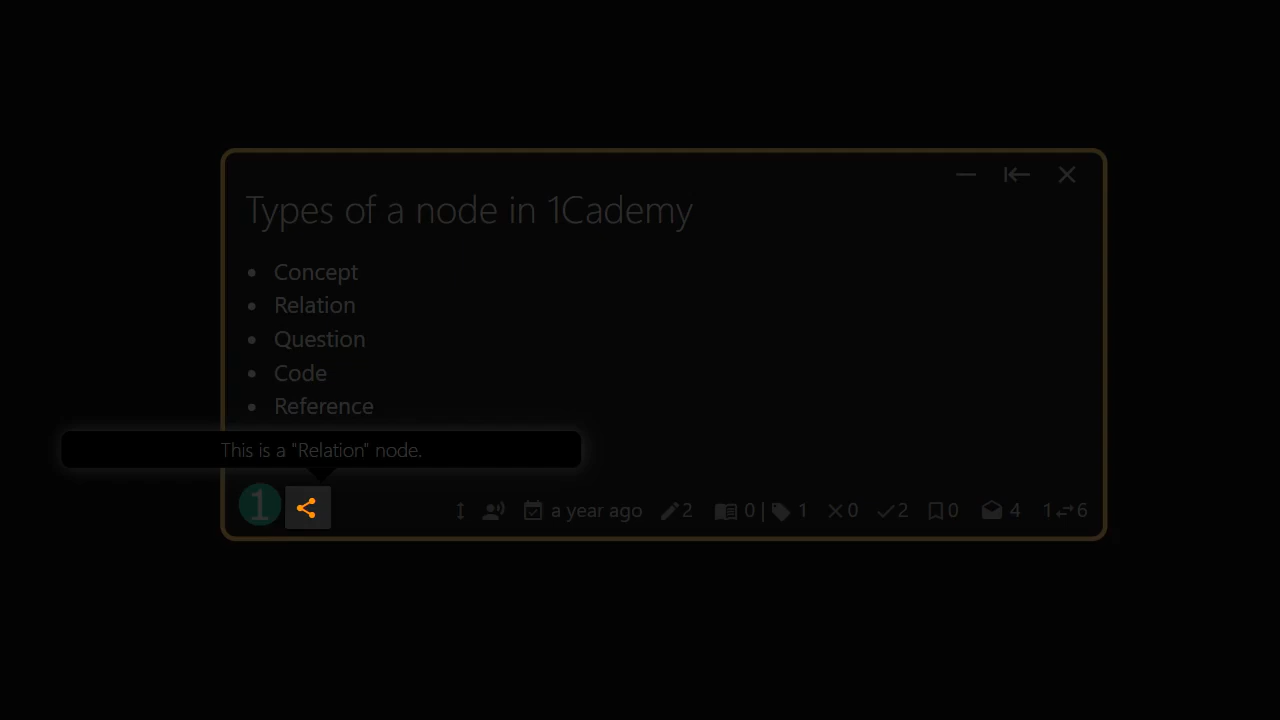 Types of a node in 1Cademy
Concept
Relation
Question
Code
Reference
This is a "Relation" node.
1 a year ago 2 0 | 1 0 2 0 4 1 6